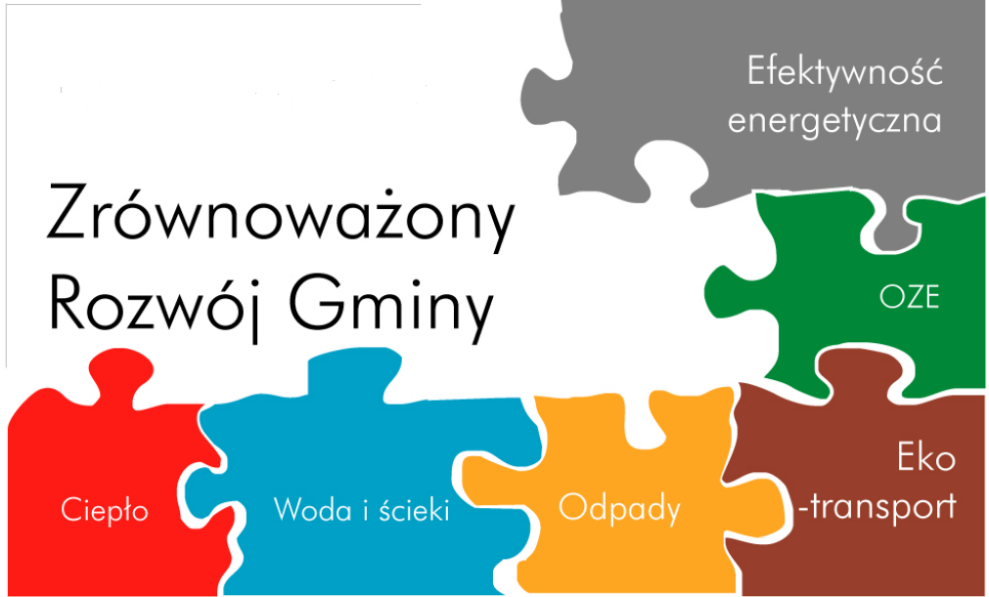 Efektywność
energetyczna
Zrównoważony
Rozwój Gminy
OZE
Eko
-transport
Ciepło
Woda i ścieki
Odpady